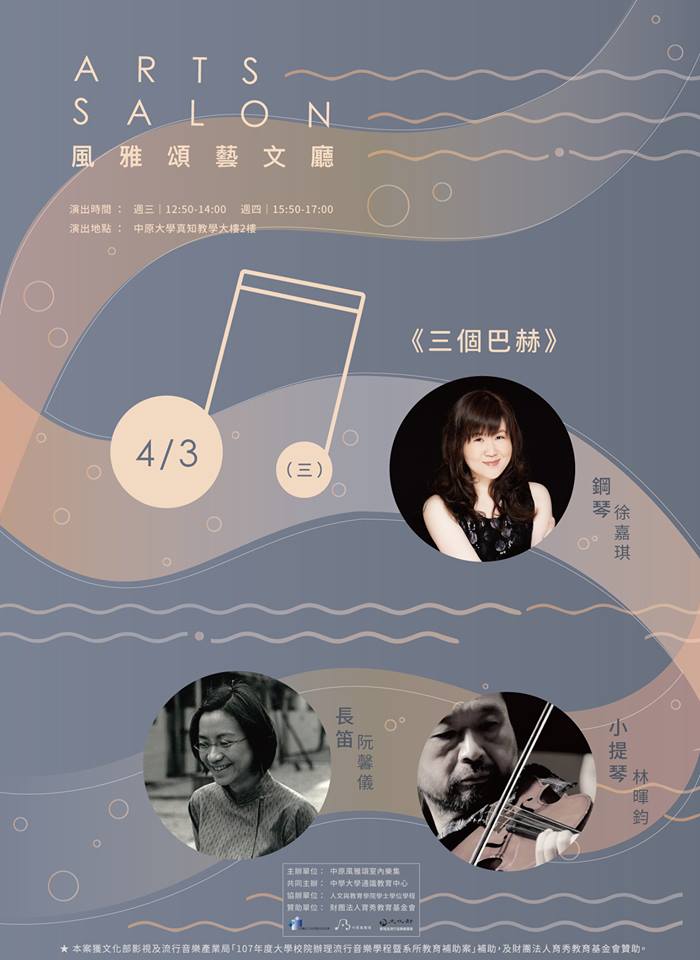 ARTS
SALON
風雅頌藝文廳
演出時間： 週三｜12:50-14:00 週四｜15:50-17:00
演出地點： 中原大學真知教學大樓2樓
《三個巴赫》
4/3
(三)
鋼琴
徐嘉琪
長笛
阮馨儀
小提琴
林暉鈞
主辦單位： 中原風雅頌室內樂集
共同主辦： 中學大學通識教育中心
協辦單位： 人文與教育學院學士學位學程
贊助單位： 財團法人育秀教育基金會
文化部
★ 本案獲文化部影視及流行音樂產業局「107年度大學校院辦理流行音樂學程暨系所教育補助案」補助，及財團法人育秀教育基金會贊助。